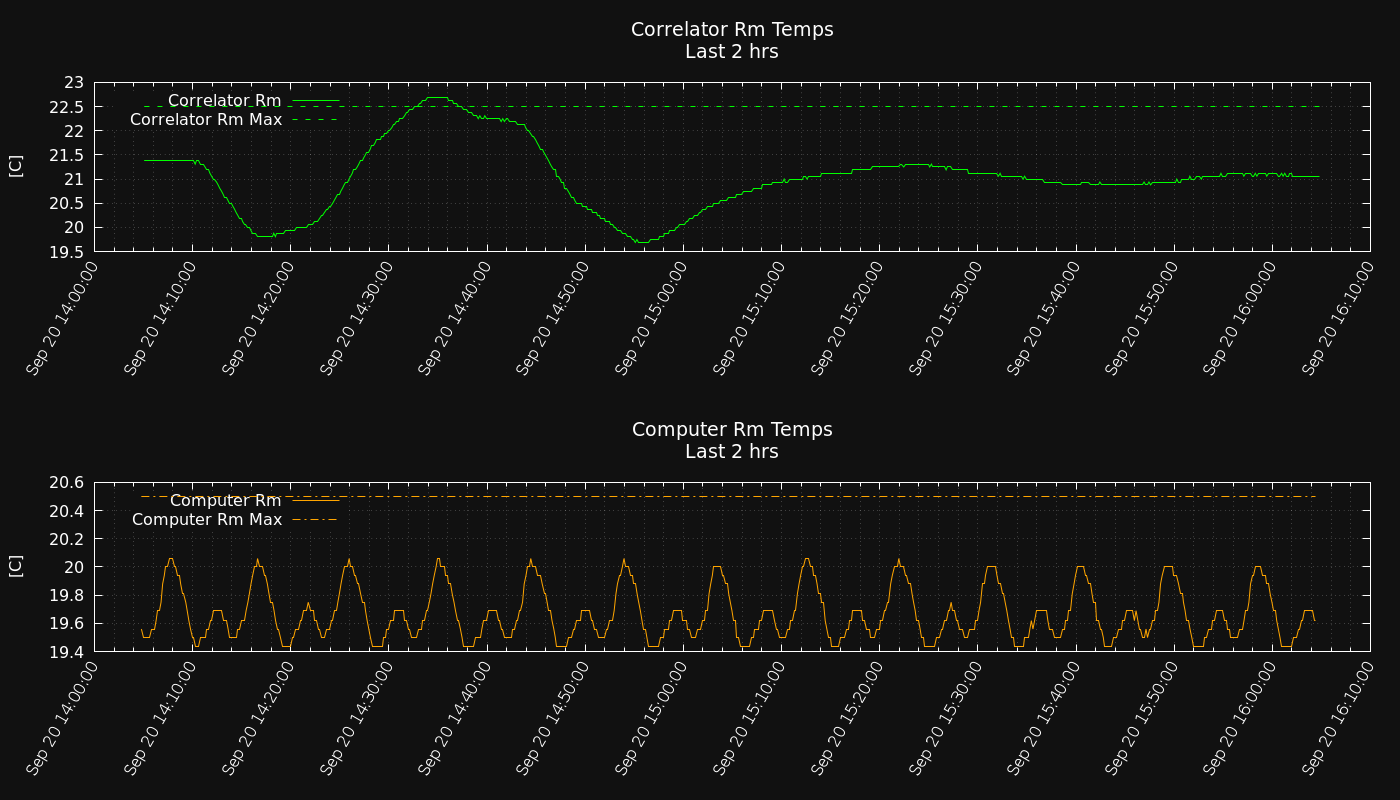 Correlator Rm Temps
Last 2 hrs
[C]
23
22.5
22
21.5
21
20.5
20
19.5
Correlator Rm
Correlator Rm Max
Sep 20 14:00:00
Sep 20 14:10:00
Sep 20 14:20:00
Sep 20 14:30:00
Sep 20 14:40:00
Sep 20 14:50:00
Sep 20 15:00:00
Sep 20 15:10:00
Sep 20 15:20:00
Sep 20 15:30:00
Sep 20 15:40:00
Sep 20 15:50:00
Sep 20 16:00:00
Sep 20 16:10:00
Computer Rm Temps
Last 2 hrs
[C]
20.6
20.4
20.2
20
19.8
19.6
19.4
Computer Rm
Computer Rm Max
Sep 20 14:00:00
Sep 20 14:10:00
Sep 20 14:20:00
Sep 20 14:30:00
Sep 20 14:40:00
Sep 20 14:50:00
Sep 20 15:00:00
Sep 20 15:10:00
Sep 20 15:20:00
Sep 20 15:30:00
Sep 20 15:40:00
Sep 20 15:50:00
Sep 20 16:00:00
Sep 20 16:10:00